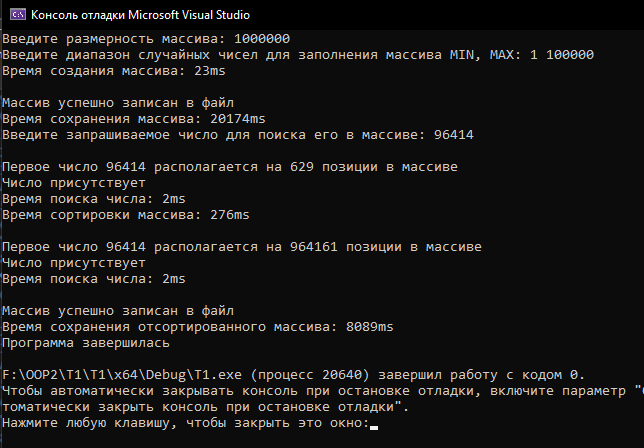 Консоль отладки Microsoft Visual Studio
Введите размерность массива: 1000000
Введите диапазон случайных чисел для заполнения массива MIN, MAX: 1 100000
Время создания массива: 23ms
Массив успешно записан в файл
Время сохранения массива: 20174ms
Введите запрашиваемое число для поиска его в массиве: 96414
Первое число 96414 располагается на 629 позиции в массиве
Число присутствует
Время поиска числа: 2ms
Время сортировки массива: 276ms
Первое число 96414 располагается на 964161 позиции в массиве
Число присутствует
Время поиска числа: 2ms
Массив успешно записан в файл
Время сохранения отсортированного массива: 8089ms
Программа завершилась
F:\OOP2\T1\T1\x64\Debug\T1.exe (процесс 20640) завершил работу с кодом 0.
Чтобы автоматически закрывать консоль при остановке отладки, включите параметр "
томатически закрыть консоль при остановке отладки".
Нажмите любую клавишу, чтобы закрыть это окно: